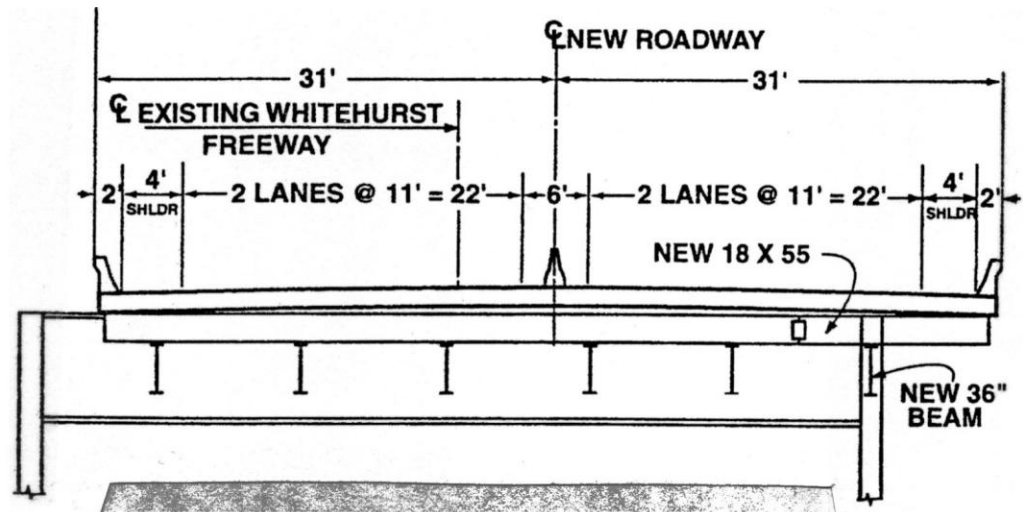 ℄ NEW ROADWAY
31'
31'
℄ EXISTING WHITEHURST
FREEWAY
2'
4'
SHLDR
2 LANES @ 11' = 22'
6'
2 LANES @ 11' = 22'
4'
SHLDR
2'
NEW 18 X 55
NEW 36"
BEAM